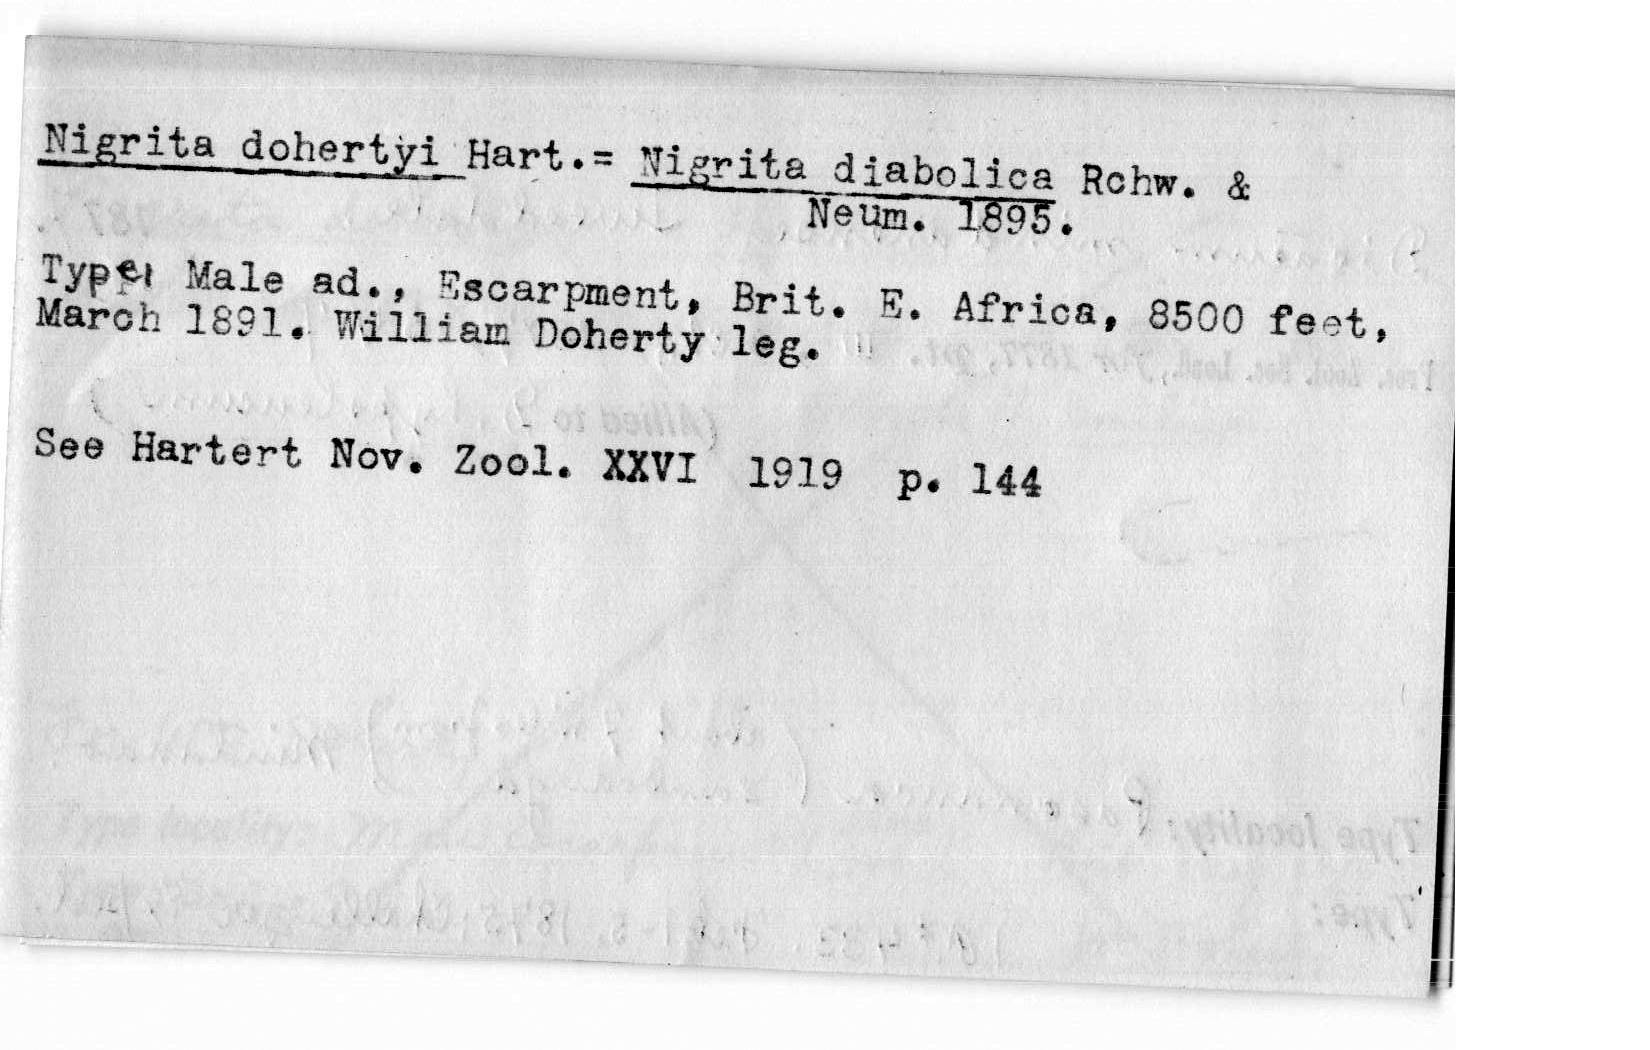 Nigrita dohertyi Hart.= Nigrita diabolica Rchw. &
Neum. 1895.
Type: Male ad., Escarpment, Brit. E. Africa, 8500 feet,
March 1891. William Doherty leg.
See Hartert Nov. Zool. XXVI 1919 p. 144